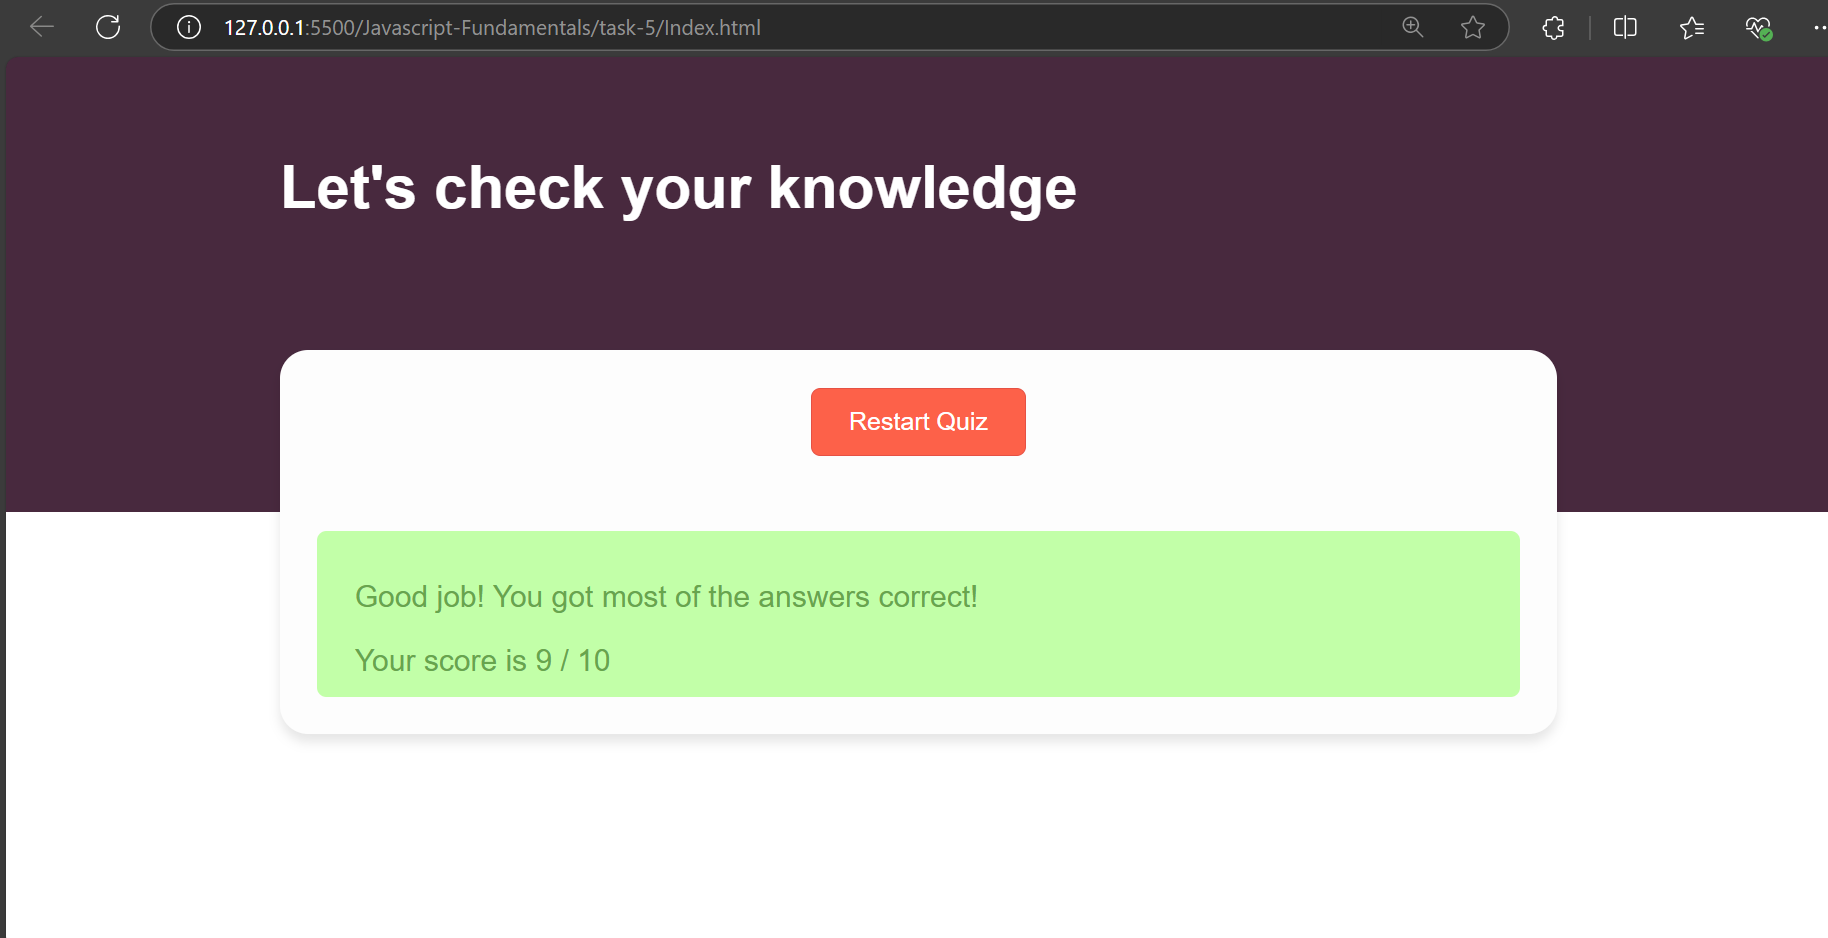 127.0.0.1:5500/Javascript-Fundamentals/task-5/Index.html
Let's check your knowledge
Restart Quiz
Good job! You got most of the answers correct!
Your score is 9 / 10